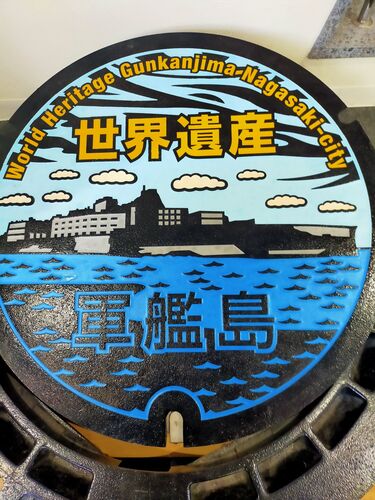 World Heritage Gunkanjima-Nagasaki-city
世界遺産
軍艦島